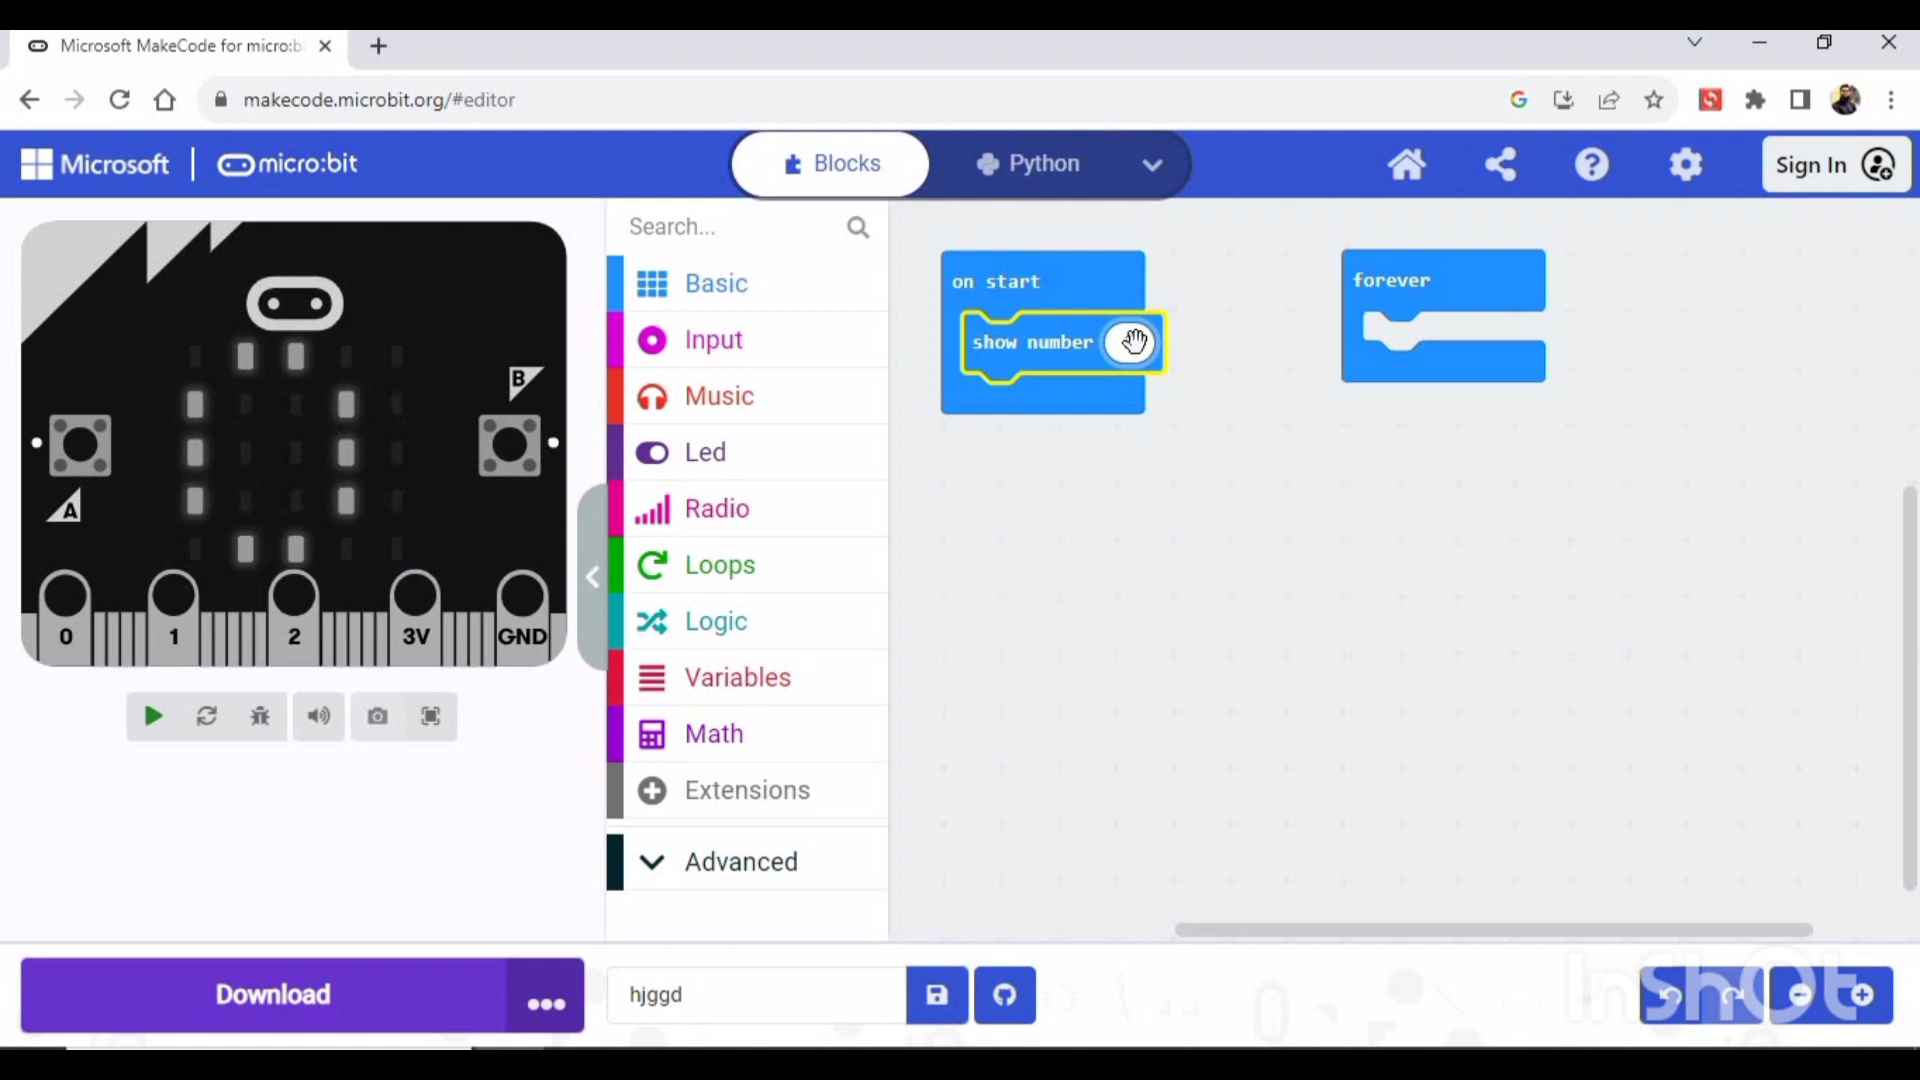 Microsoft MakeCode for micro:b
makecode.microbit.org/#editor
Microsoft
micro:bit
Blocks
Python
Sign In
Search...
Basic
Input
Music
Led
Radio
Loops
Logic
Variables
Math
Extensions
Advanced
on start
show number
forever
B
A
0
1
2
3V
GND
Download
hjggd
InShOt